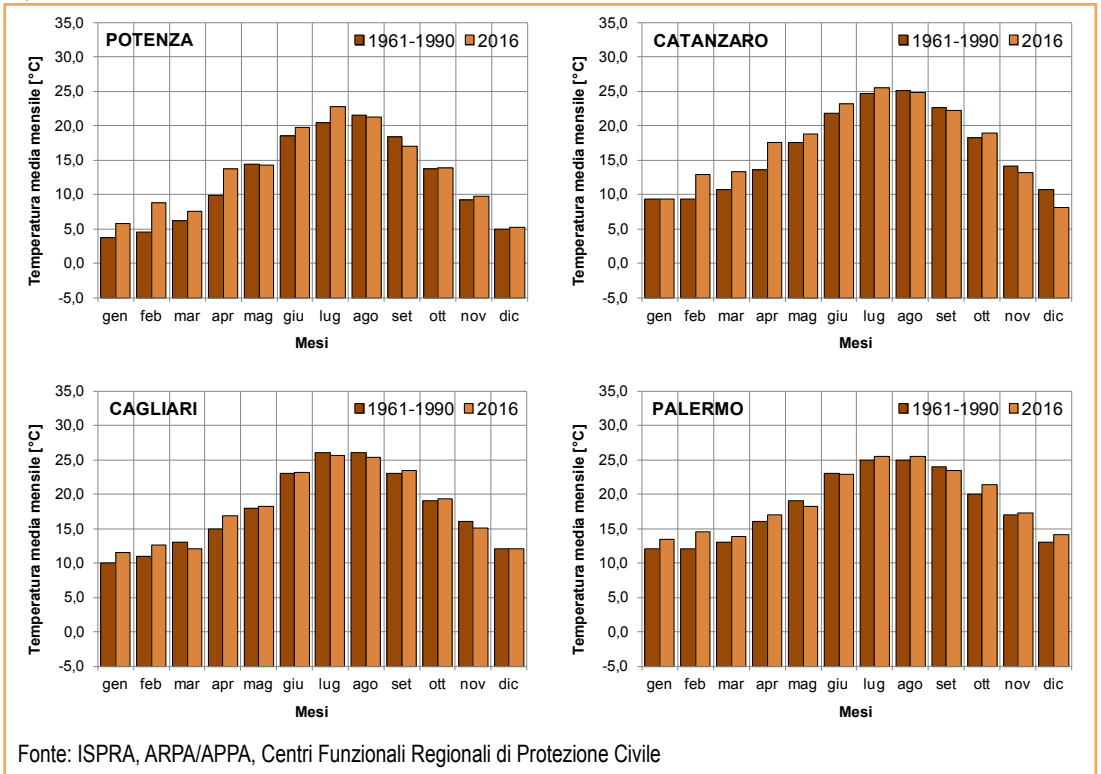 POTENZA
1961-1990 2016
Temperatura media mensile [°C]
35,0
30,0
25,0
20,0
15,0
10,0
5,0
0,0
-5,0
gen feb mar apr mag giu lug ago set ott nov dic
Mesi
CATANZARO
1961-1990 2016
Temperatura media mensile [°C]
35,0
30,0
25,0
20,0
15,0
10,0
5,0
0,0
-5,0
gen feb mar apr mag giu lug ago set ott nov dic
Mesi
CAGLIARI
1961-1990 2016
Temperatura media mensile [°C]
35,0
30,0
25,0
20,0
15,0
10,0
5,0
0,0
-5,0
gen feb mar apr mag giu lug ago set ott nov dic
Mesi
PALERMO
1961-1990 2016
Temperatura media mensile [°C]
35,0
30,0
25,0
20,0
15,0
10,0
5,0
0,0
-5,0
gen feb mar apr mag giu lug ago set ott nov dic
Mesi
Fonte: ISPRA, ARPA/APPA, Centri Funzionali Regionali di Protezione Civile